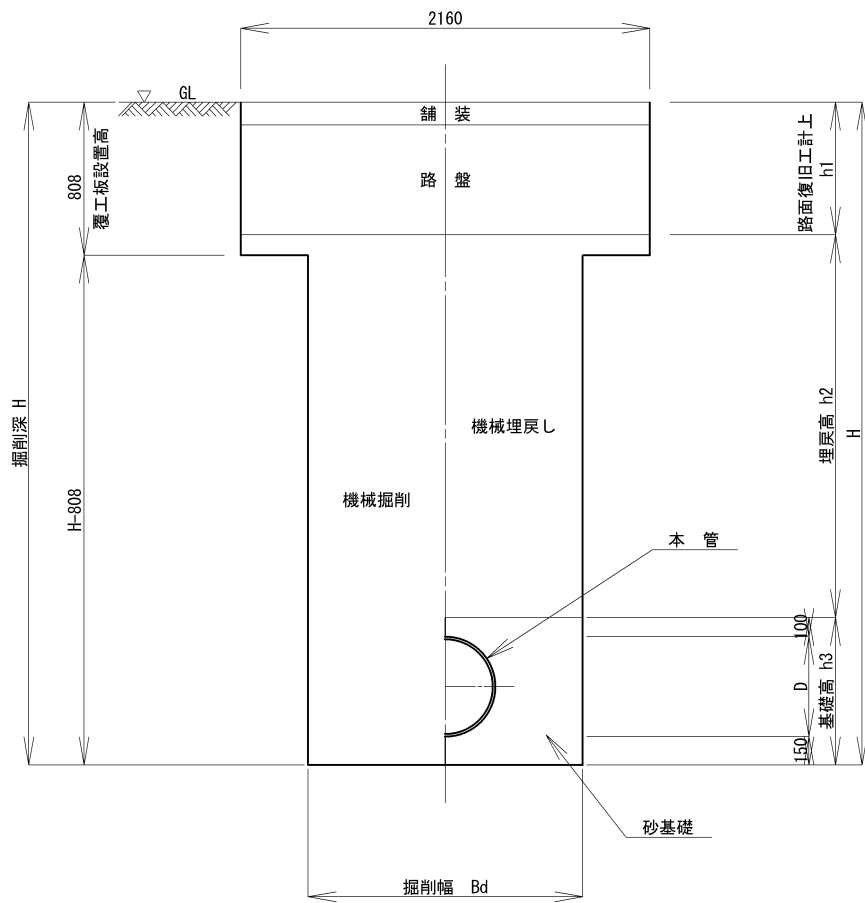 2160
GL
舗 装
路 盤
808
覆工板設置高
路面復旧工計上
h1
掘削深 H
H-808
機械埋戻し
機械掘削
埋戻高 h2
H
本 管
100
D
150
基礎高 h3
砂基礎
掘削幅 Bd